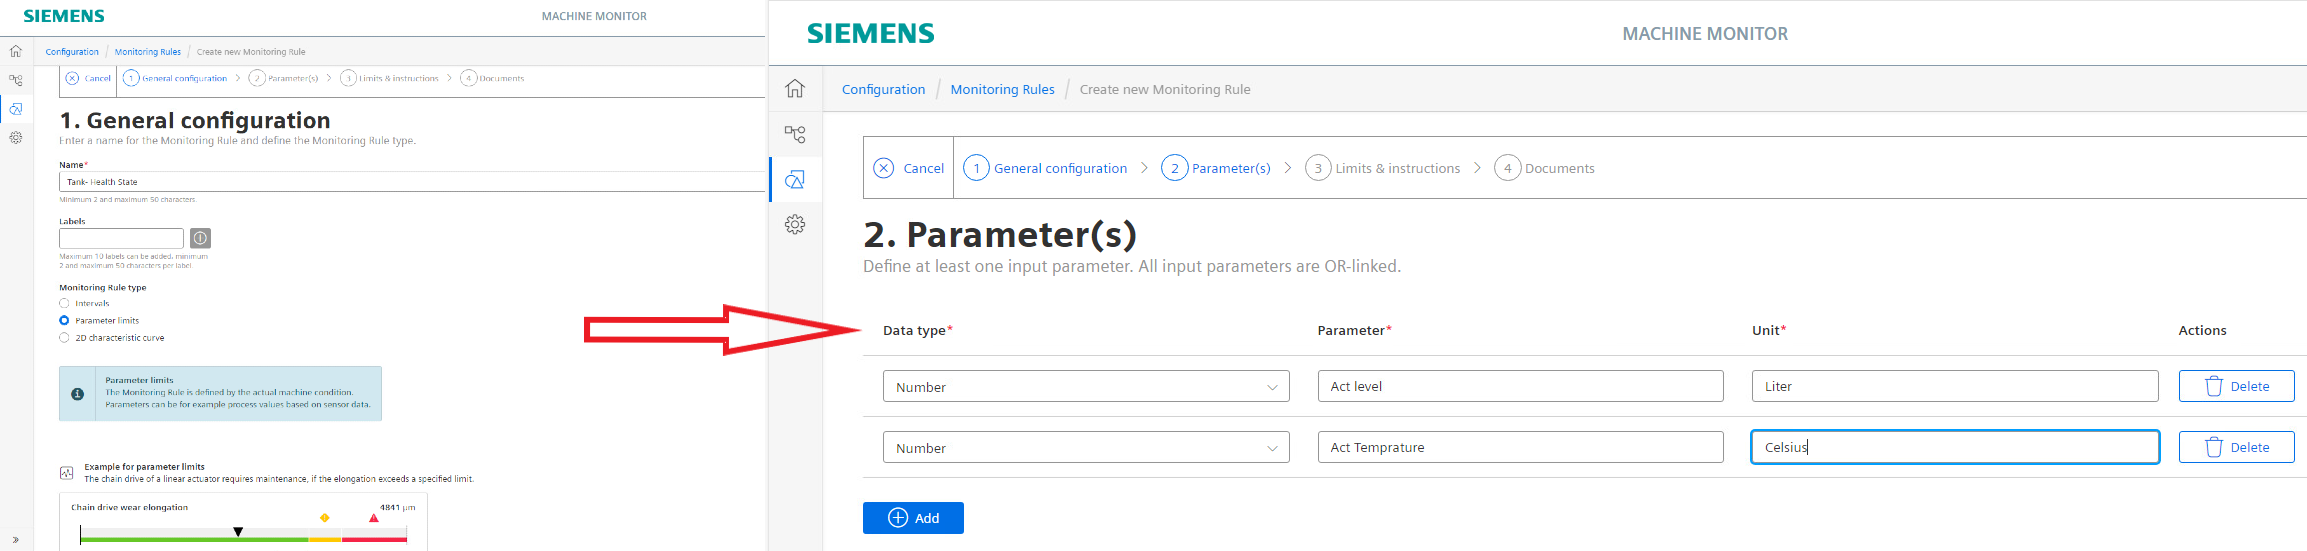 SIEMENS
MACHINE MONITOR
Configuration / Monitoring Rules / Create new Monitoring Rule
Cancel 1 General configuration > 2 Parameter(s) > 3 Limits & instructions > 4 Documents
1. General configuration
Enter a name for the Monitoring Rule and define the Monitoring Rule type.
Name*
Tank- Health State
Minimum 2 and maximum 50 characters.
Labels
Maximum 10 labels can be added, minimum
2 and maximum 50 characters per label.
Monitoring Rule type
Intervals
Parameter limits
2D characteristic curve
Parameter limits
The Monitoring Rule is defined by the actual machine condition.
Parameters can be for example process values based on sensor data.
Example for parameter limits
The chain drive of a linear actuator requires maintenance, if the elongation exceeds a specified limit.
Chain drive wear elongation 4841 μm
SIEMENS
MACHINE MONITOR
Configuration / Monitoring Rules / Create new Monitoring Rule
Cancel 1 General configuration > 2 Parameter(s) > 3 Limits & instructions > 4 Documents
2. Parameter(s)
Define at least one input parameter. All input parameters are OR-linked.
Data type* Parameter* Unit* Actions
Number Act level Liter Delete
Number Act Temprature Celsius Delete
Add